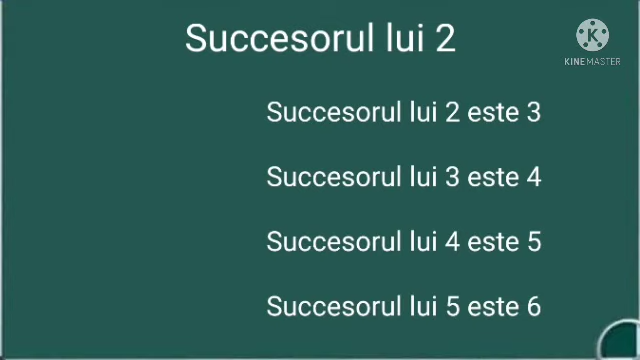 Succesorul lui 2
KINEMASTER
Succesorul lui 2 este 3
Succesorul lui 3 este 4
Succesorul lui 4 este 5
Succesorul lui 5 este 6